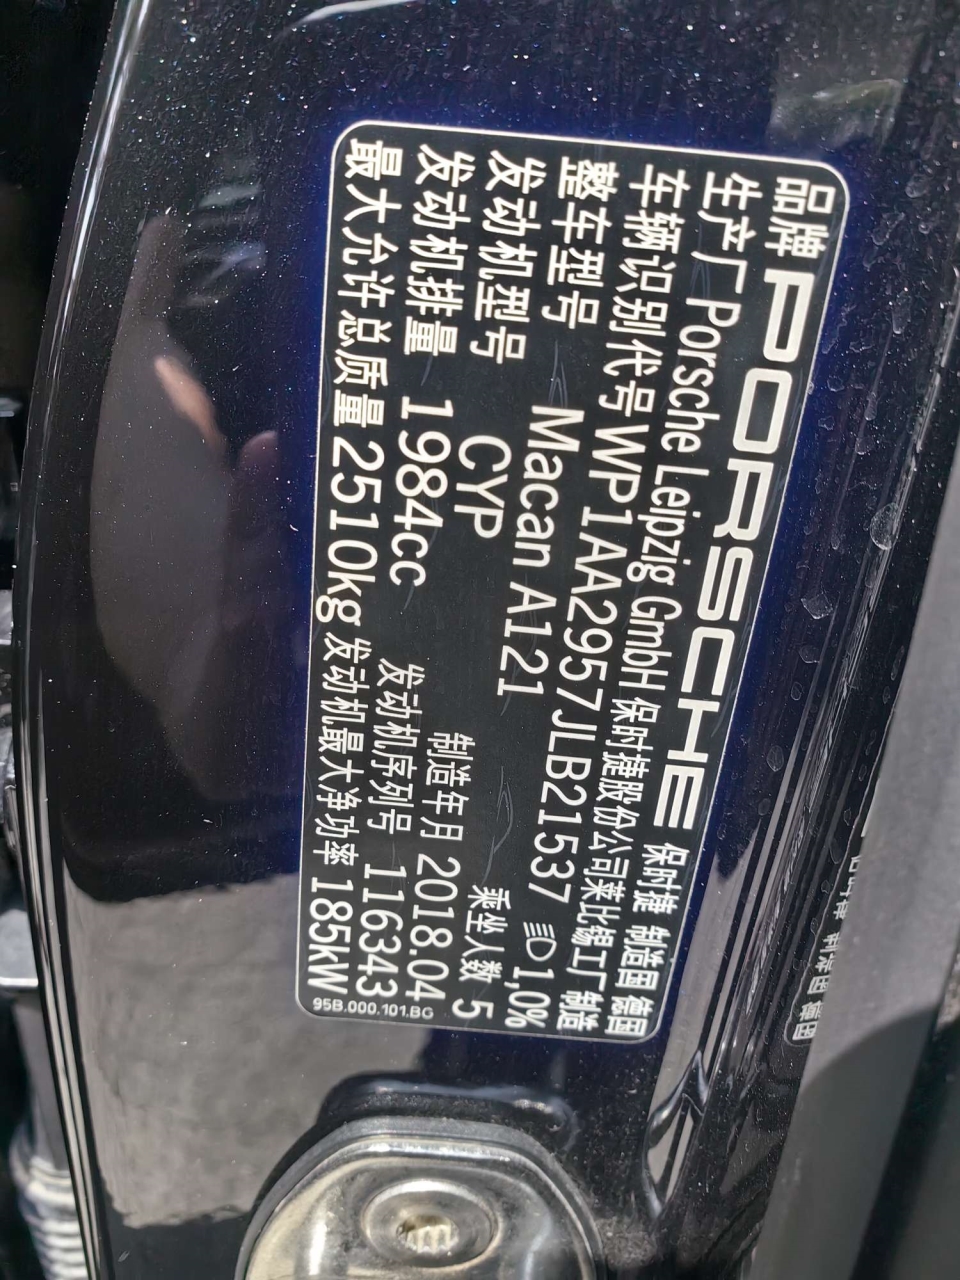 品牌 PORSCHE 保时捷 制造国 德国
生产厂 Porsche Leipzig GmbH 保时捷股份公司莱比锡工厂制造
车辆识别代号 WP1AA2957JLB21537 1,0%
整车型号 Macan A121
发动机型号 CYP 乘坐人数 5
发动机排量 1984cc 制造年月 2018.04
发动机序列号 116343
最大允许总质量 2510kg 发动机最大净功率 185kW
95B.000.101.BG
德国